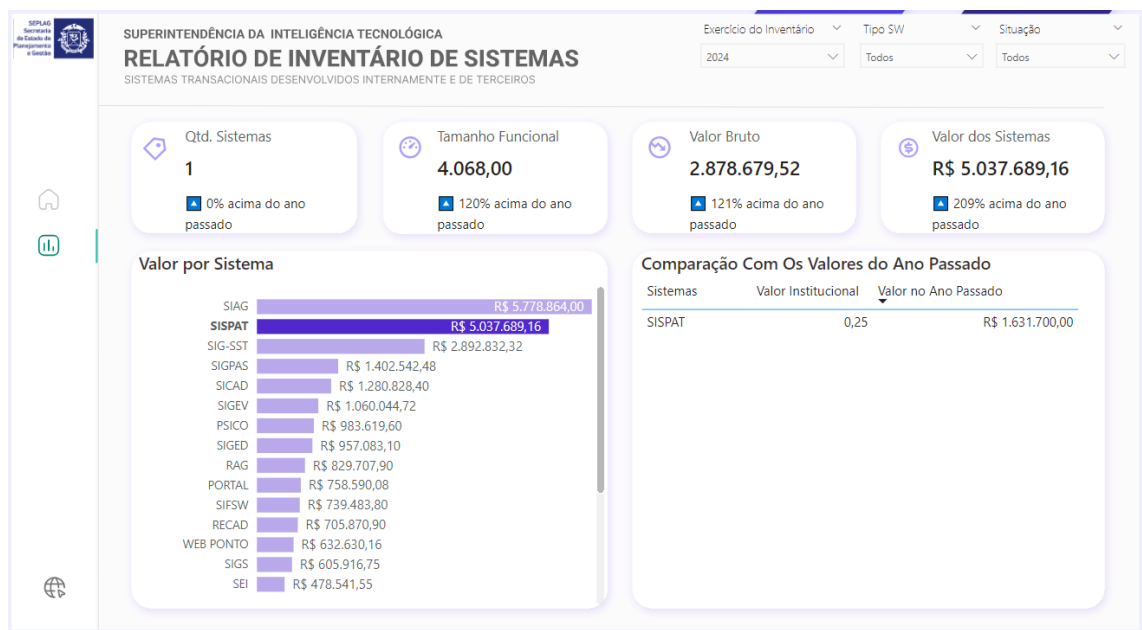 SEPLAG
Secretaria
de Estado de
Planejamento
e Gestão
SUPERINTENDÊNCIA DA INTELIGÊNCIA TECNOLÓGICA
RELATÓRIO DE INVENTÁRIO DE SISTEMAS
SISTEMAS TRANSACIONAIS DESENVOLVIDOS INTERNAMENTE E DE TERCEIROS
Exercício do Inventário
2024
Tipo SW
Todos
Situação
Todos
Qtd. Sistemas
1
0% acima do ano
passado
Tamanho Funcional
4.068,00
120% acima do ano
passado
Valor Bruto
2.878.679,52
121% acima do ano
passado
Valor dos Sistemas
R$ 5.037.689,16
209% acima do ano
passado
Valor por Sistema
SIAG R$ 5.778.864,00
SISPAT R$ 5.037.689,16
SIG-SST R$ 2.892.832,32
SIGPAS R$ 1.402.542,48
SICAD R$ 1.280.828,40
SIGEV R$ 1.060.044,72
PSICO R$ 983.619,60
SIGED R$ 957.083,10
RAG R$ 829.707,90
PORTAL R$ 758.590,08
SIFSW R$ 739.483,80
RECAD R$ 705.870,90
WEB PONTO R$ 632.630,16
SIGS R$ 605.916,75
SEI R$ 478.541,55
Comparação Com Os Valores do Ano Passado
Sistemas Valor Institucional Valor no Ano Passado
SISPAT 0,25 R$ 1.631.700,00